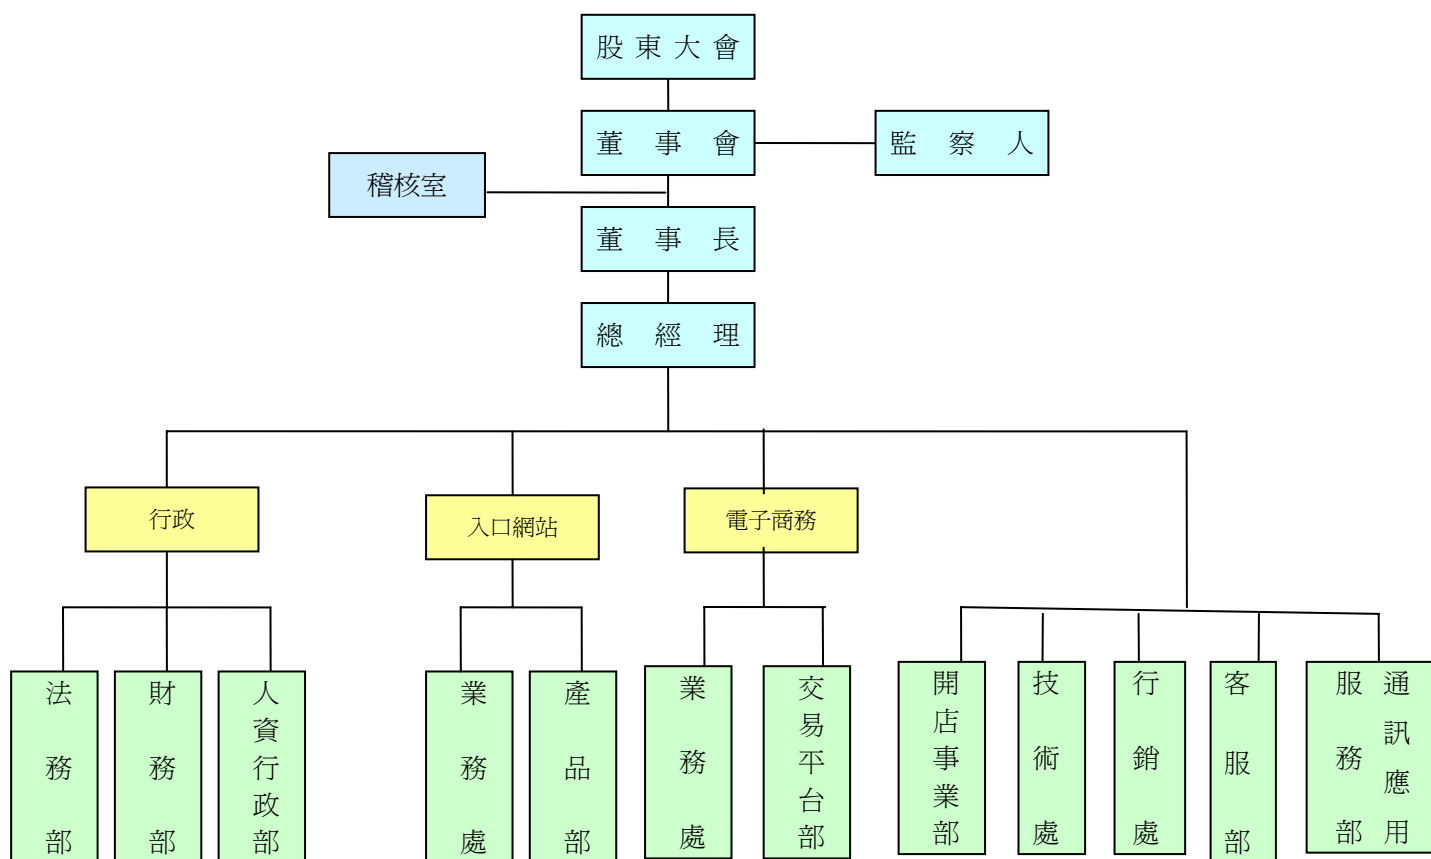 股東大會
董事會
監察人
稽核室
董事長
總經理
行政
入口網站
電子商務
法務部
財務部
人資行政部
業務處
產品部
業務處
交易平台部
開店事業部
技術處
行銷處
客服部
通訊應用
服務部